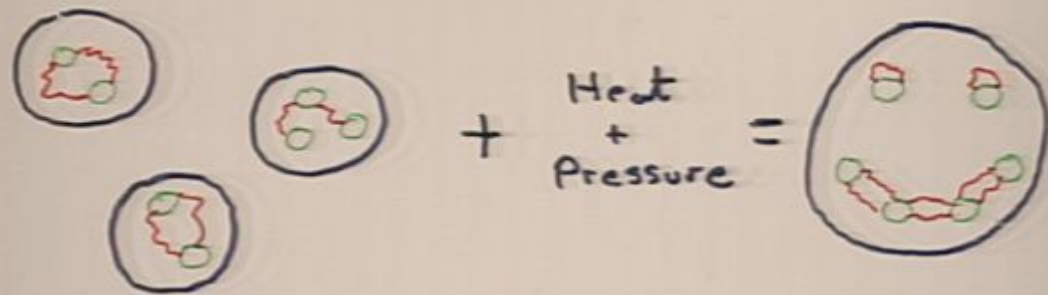 + Heat + Pressure =